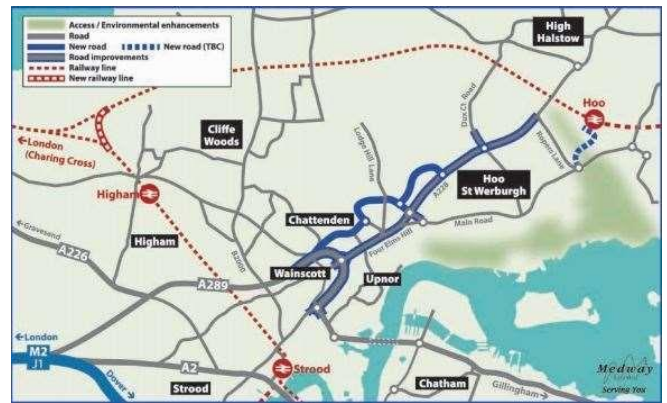 Access / Environmental enhancements
Road
New road
New road (TBC)
Road improvements
Railway line
New railway line
High
Halstow
Hoo
Dux Ct Road
Ropers Lane
←London
(Charing Cross)
Cliffe
Woods
Lodge Hill Lane
Higham
Hoo
St Werburgh
A228
Chattenden
Main Road
Four Elms Hill
Higham
B2000
←Gravesend
A226
Wainscott
Upnor
A289
←London
M2
J1
A2
Dover→
Strood
Strood
Chatham
Gillingham→
Medway
Serving You